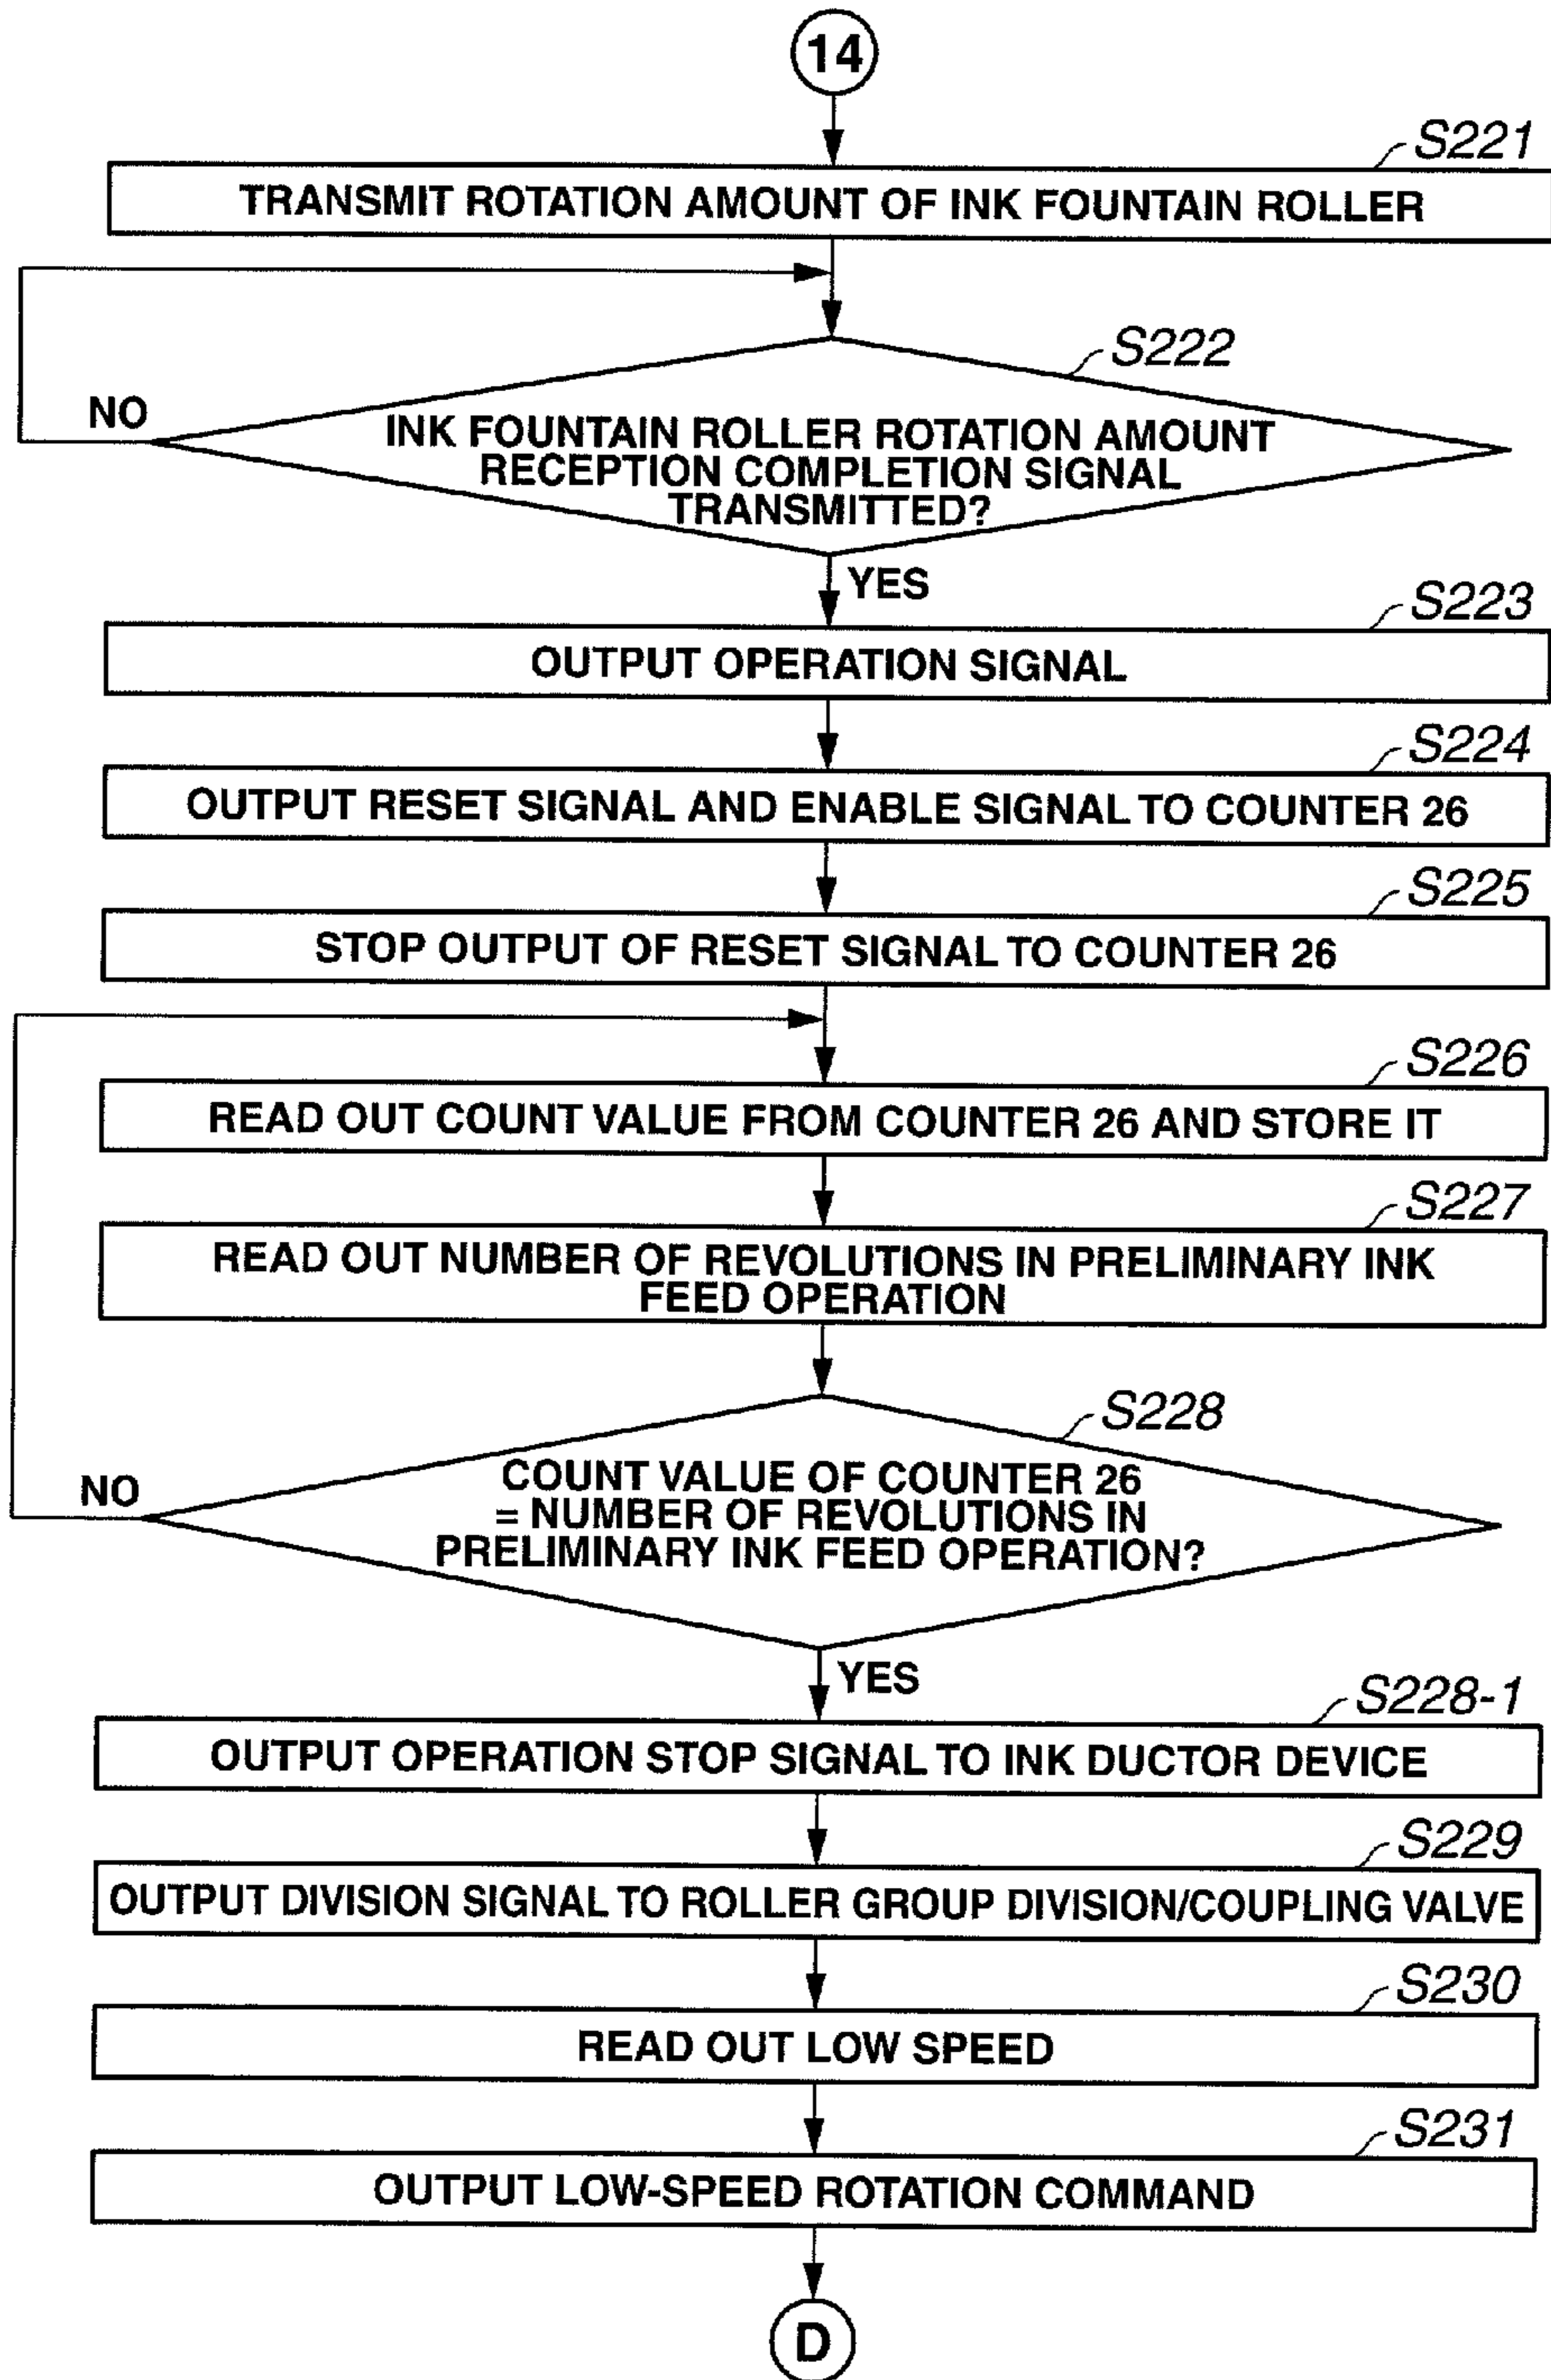 14
S221
TRANSMIT ROTATION AMOUNT OF INK FOUNTAIN ROLLER
S222
NO
INK FOUNTAIN ROLLER ROTATION AMOUNT
RECEPTION COMPLETION SIGNAL
TRANSMITTED?
YES
S223
OUTPUT OPERATION SIGNAL
S224
OUTPUT RESET SIGNAL AND ENABLE SIGNAL TO COUNTER 26
S225
STOP OUTPUT OF RESET SIGNAL TO COUNTER 26
S226
READ OUT COUNT VALUE FROM COUNTER 26 AND STORE IT
S227
READ OUT NUMBER OF REVOLUTIONS IN PRELIMINARY INK
FEED OPERATION
S228
NO
COUNT VALUE OF COUNTER 26
= NUMBER OF REVOLUTIONS IN
PRELIMINARY INK FEED OPERATION?
YES
S228-1
OUTPUT OPERATION STOP SIGNAL TO INK DUCTOR DEVICE
S229
OUTPUT DIVISION SIGNAL TO ROLLER GROUP DIVISION/COUPLING VALVE
S230
READ OUT LOW SPEED
S231
OUTPUT LOW-SPEED ROTATION COMMAND
D